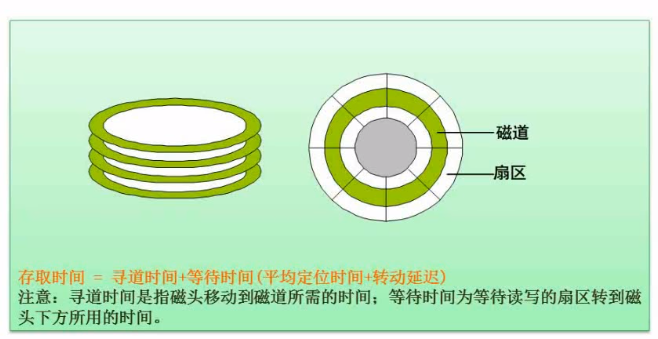 磁道
扇区
存取时间 = 寻道时间+等待时间(平均定位时间+转动延迟)
注意：寻道时间是指磁头移动到磁道所需的时间；等待时间为等待读写的扇区转到磁
头下方所用的时间。